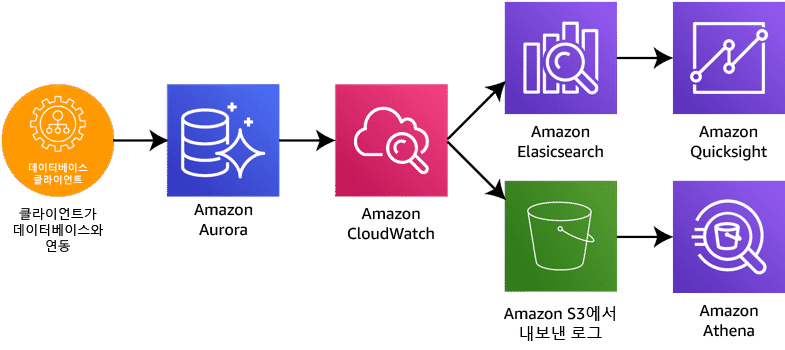 데이터베이스
클라이언트
클라이언트가
데이터베이스와
연동
Amazon
Aurora
Amazon
CloudWatch
Amazon
Elasicsearch
Amazon
Quicksight
Amazon S3에서
내보낸 로그
Amazon
Athena